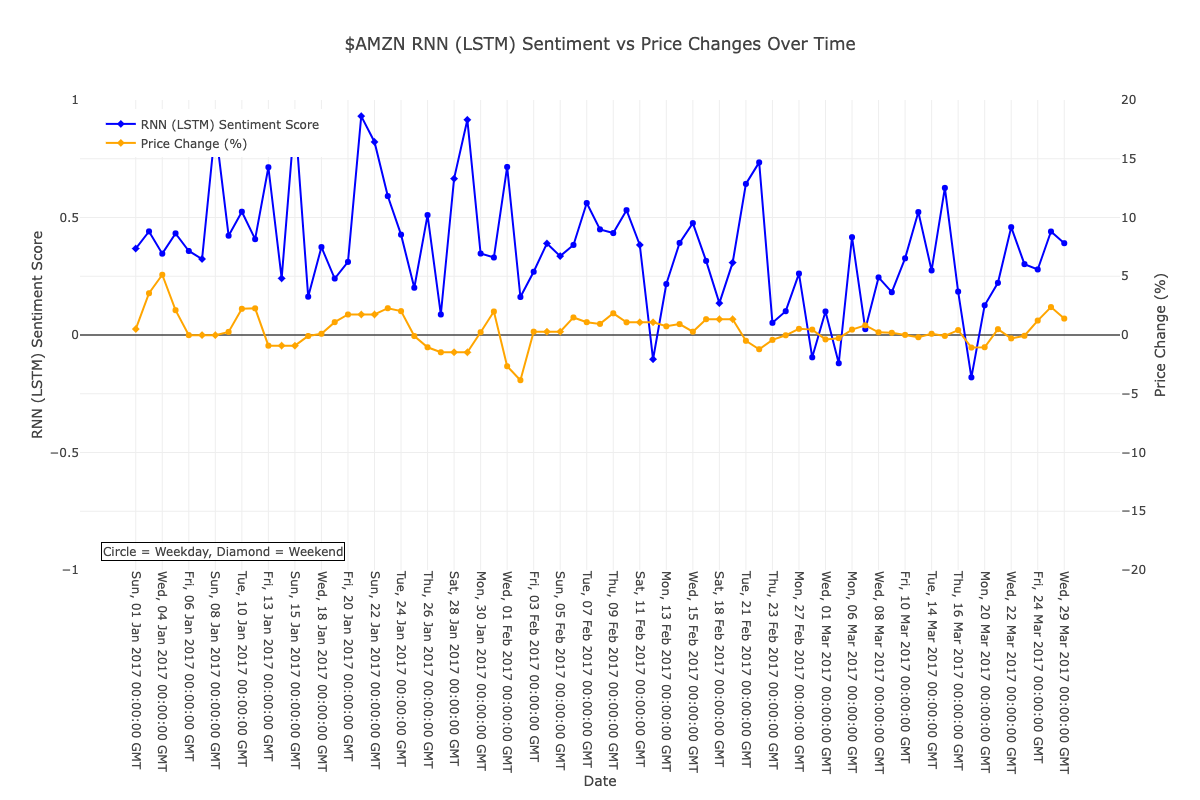 $AMZN RNN (LSTM) Sentiment vs Price Changes Over Time
RNN (LSTM) Sentiment Score
Price Change (%)
1
0.5
0
−0.5
−1
RNN (LSTM) Sentiment Score
20
15
10
5
0
−5
−10
−15
−20
Price Change (%)
Circle = Weekday, Diamond = Weekend
Sun, 01 Jan 2017 00:00:00 GMT
Wed, 04 Jan 2017 00:00:00 GMT
Fri, 06 Jan 2017 00:00:00 GMT
Sun, 08 Jan 2017 00:00:00 GMT
Tue, 10 Jan 2017 00:00:00 GMT
Fri, 13 Jan 2017 00:00:00 GMT
Sun, 15 Jan 2017 00:00:00 GMT
Wed, 18 Jan 2017 00:00:00 GMT
Fri, 20 Jan 2017 00:00:00 GMT
Sun, 22 Jan 2017 00:00:00 GMT
Tue, 24 Jan 2017 00:00:00 GMT
Thu, 26 Jan 2017 00:00:00 GMT
Sat, 28 Jan 2017 00:00:00 GMT
Mon, 30 Jan 2017 00:00:00 GMT
Wed, 01 Feb 2017 00:00:00 GMT
Fri, 03 Feb 2017 00:00:00 GMT
Sun, 05 Feb 2017 00:00:00 GMT
Tue, 07 Feb 2017 00:00:00 GMT
Thu, 09 Feb 2017 00:00:00 GMT
Sat, 11 Feb 2017 00:00:00 GMT
Mon, 13 Feb 2017 00:00:00 GMT
Wed, 15 Feb 2017 00:00:00 GMT
Sat, 18 Feb 2017 00:00:00 GMT
Tue, 21 Feb 2017 00:00:00 GMT
Thu, 23 Feb 2017 00:00:00 GMT
Mon, 27 Feb 2017 00:00:00 GMT
Wed, 01 Mar 2017 00:00:00 GMT
Mon, 06 Mar 2017 00:00:00 GMT
Wed, 08 Mar 2017 00:00:00 GMT
Fri, 10 Mar 2017 00:00:00 GMT
Tue, 14 Mar 2017 00:00:00 GMT
Thu, 16 Mar 2017 00:00:00 GMT
Mon, 20 Mar 2017 00:00:00 GMT
Wed, 22 Mar 2017 00:00:00 GMT
Fri, 24 Mar 2017 00:00:00 GMT
Wed, 29 Mar 2017 00:00:00 GMT
Date